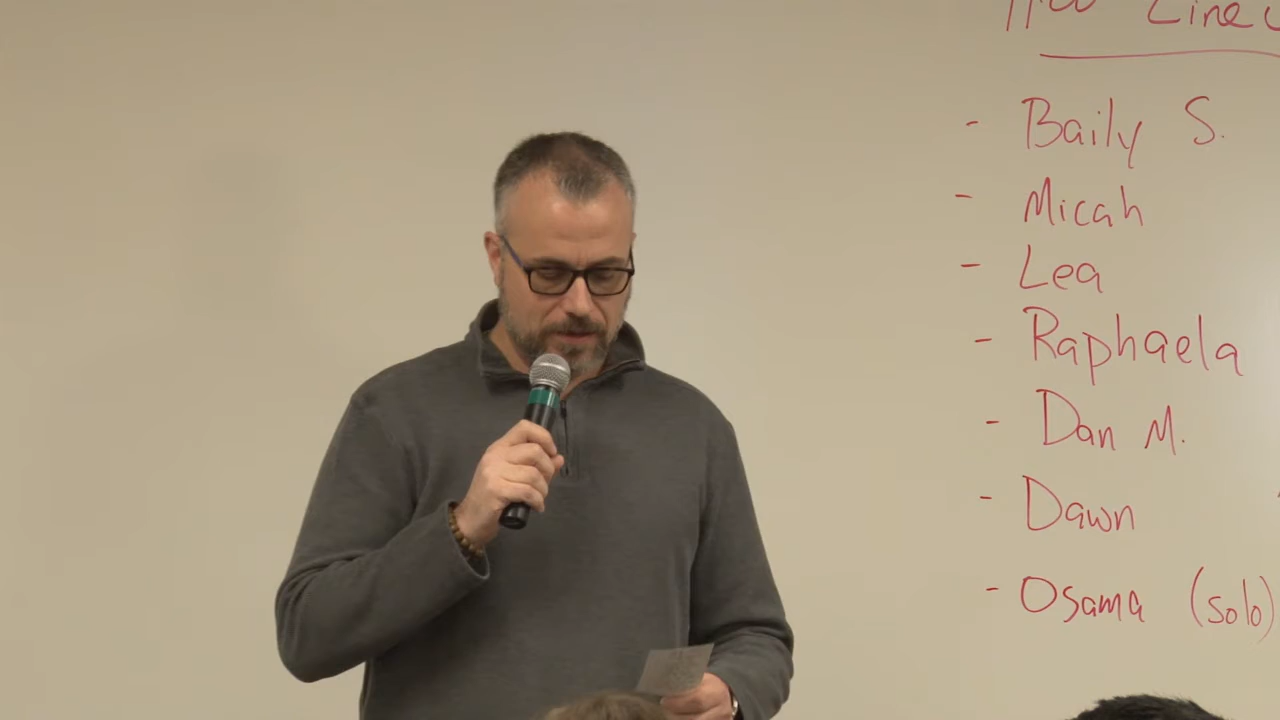 - Baily S.
- Micah
- Lea
- Raphaela
- Dan M.
- Dawn
- Osama (solo)